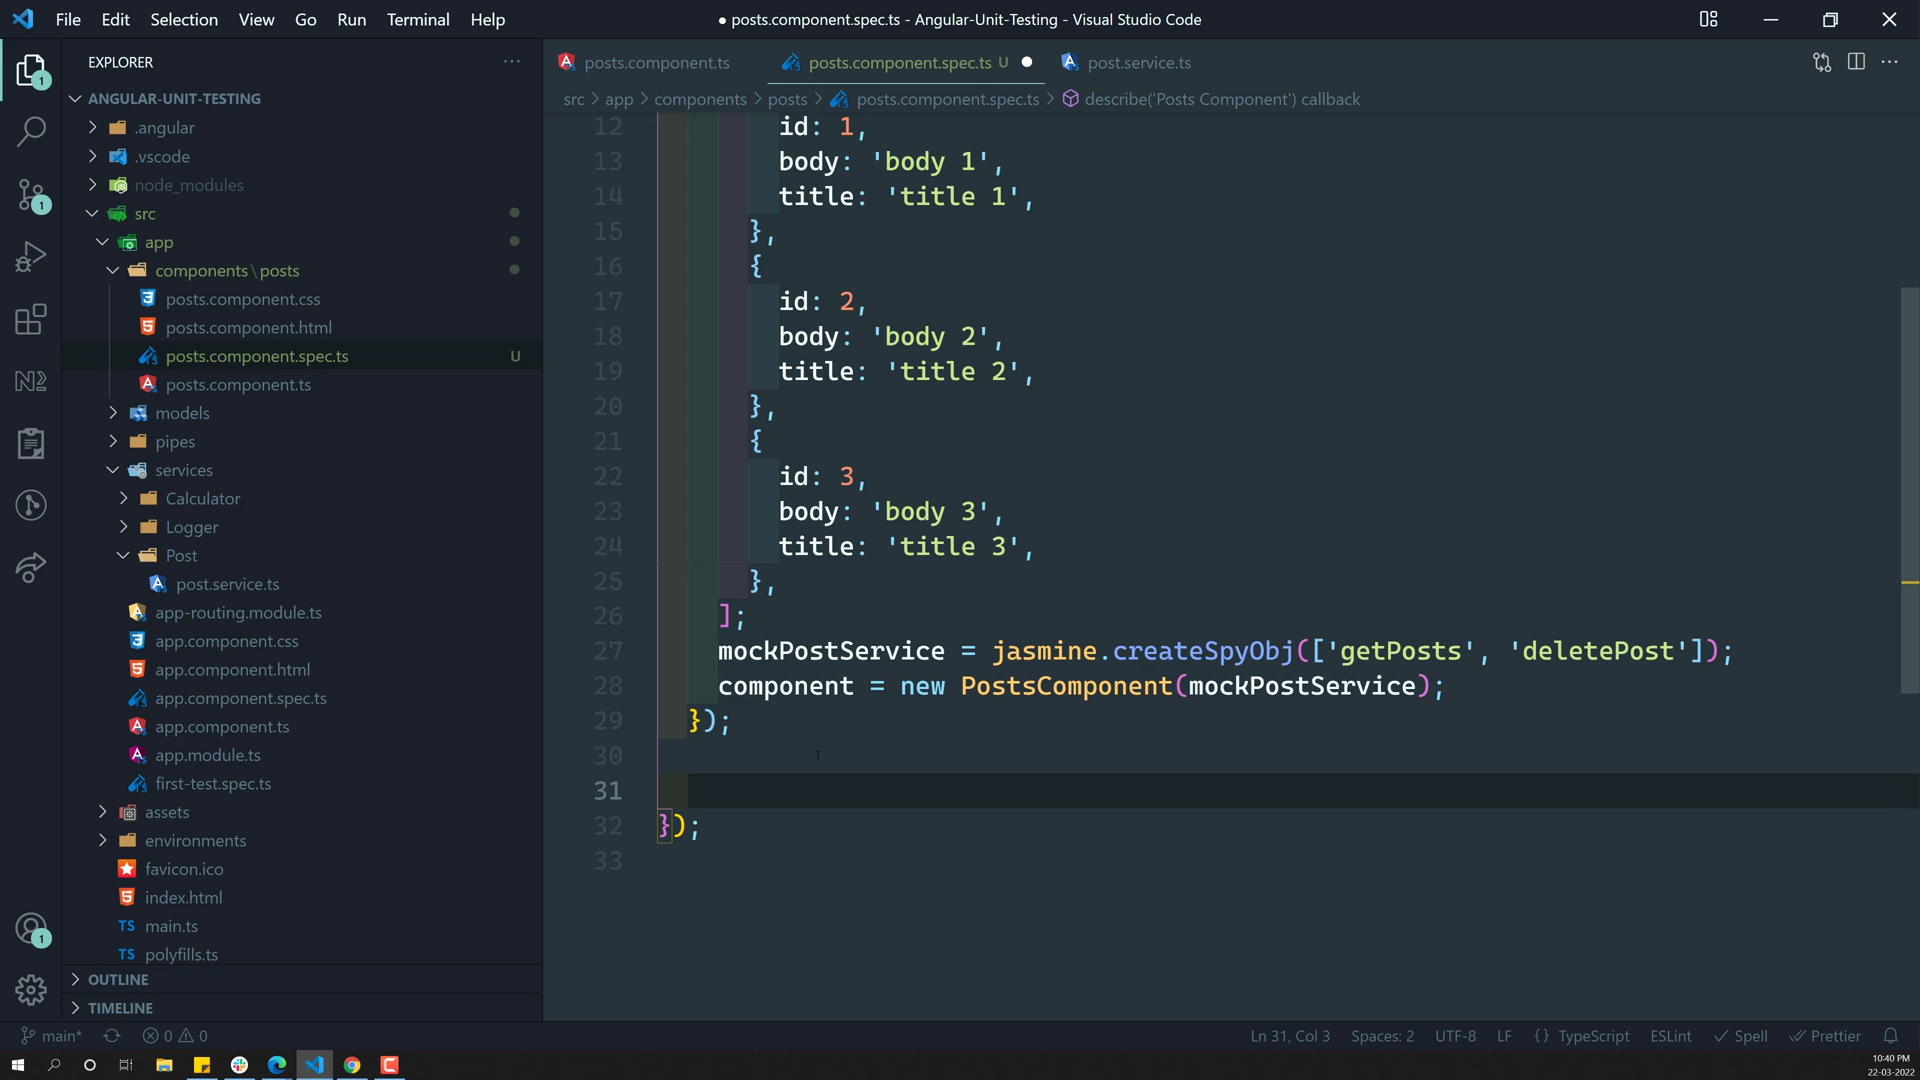 File Edit Selection View Go Run Terminal Help
● posts.component.spec.ts - Angular-Unit-Testing - Visual Studio Code
EXPLORER
ANGULAR-UNIT-TESTING
.angular
.vscode
node_modules
src
app
components\posts
posts.component.css
posts.component.html
posts.component.spec.ts U
posts.component.ts
models
pipes
services
Calculator
Logger
Post
post.service.ts
app-routing.module.ts
app.component.css
app.component.html
app.component.spec.ts
app.component.ts
app.module.ts
first-test.spec.ts
assets
environments
favicon.ico
index.html
TS main.ts
TS polyfills.ts
OUTLINE
TIMELINE
1
1
1
posts.component.ts
posts.component.spec.ts U
post.service.ts
src > app > components > posts > posts.component.spec.ts > describe('Posts Component') callback
12 id: 1,
13 body: 'body 1',
14 title: 'title 1',
15 },
16 {
17 id: 2,
18 body: 'body 2',
19 title: 'title 2',
20 },
21 {
22 id: 3,
23 body: 'body 3',
24 title: 'title 3',
25 },
26 ];
27 mockPostService = jasmine.createSpyObj(['getPosts', 'deletePost']);
28 component = new PostsComponent(mockPostService);
29 });
30
31
32 });
33
main* 0 0
Ln 31, Col 3 Spaces: 2 UTF-8 LF {} TypeScript ESLint Spell Prettier
10:40 PM
22-03-2022